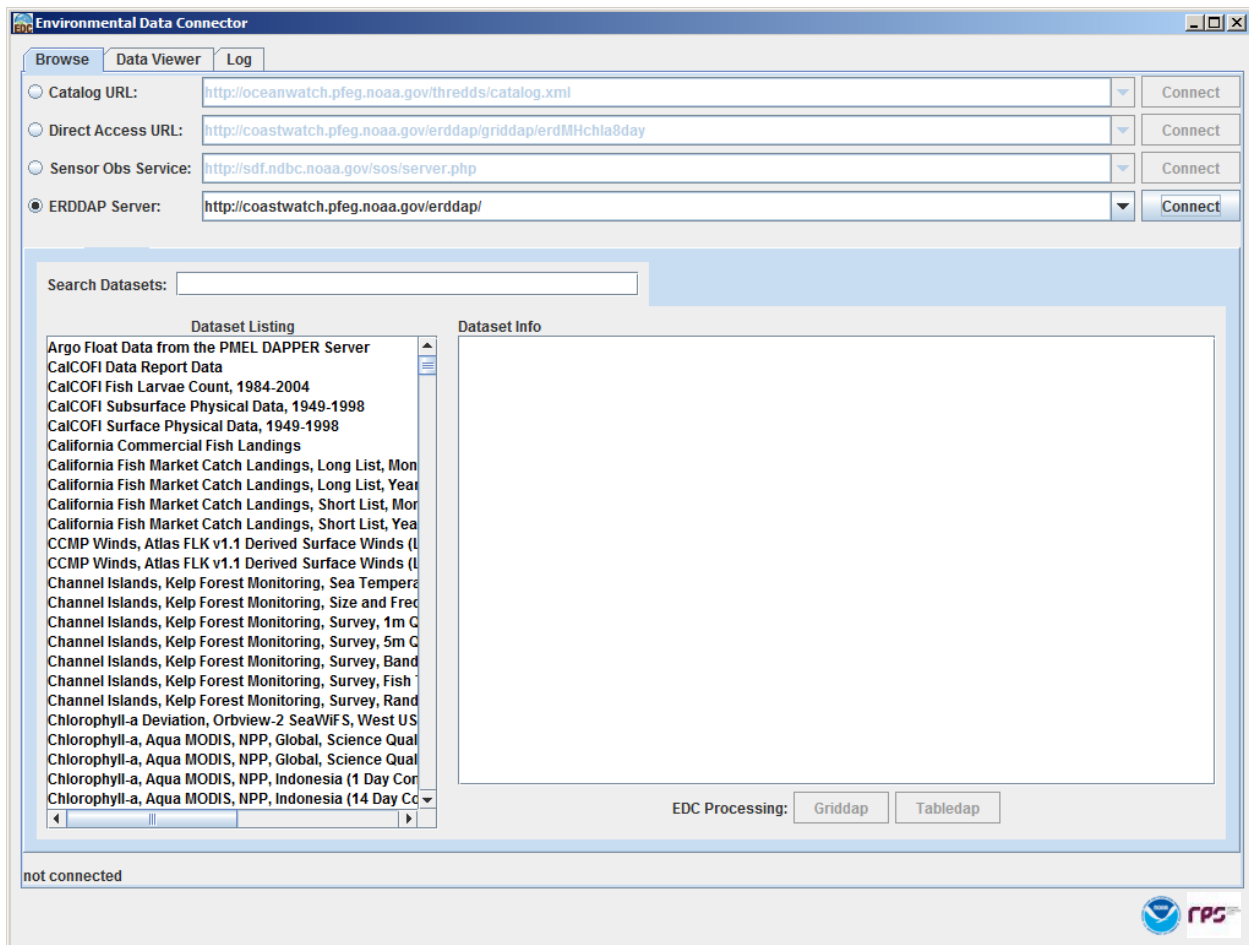 EDC Environmental Data Connector
Browse Data Viewer Log
Catalog URL: http://oceanwatch.pfeg.noaa.gov/thredds/catalog.xml Connect
Direct Access URL: http://coastwatch.pfeg.noaa.gov/erddap/griddap/erdMHchla8day Connect
Sensor Obs Service: http://sdf.ndbc.noaa.gov/sos/server.php Connect
ERDDAP Server: http://coastwatch.pfeg.noaa.gov/erddap/ Connect
Search Datasets:
Dataset Listing Dataset Info
Argo Float Data from the PMEL DAPPER Server
CalCOFI Data Report Data
CalCOFI Fish Larvae Count, 1984-2004
CalCOFI Subsurface Physical Data, 1949-1998
CalCOFI Surface Physical Data, 1949-1998
California Commercial Fish Landings
California Fish Market Catch Landings, Long List, Mon
California Fish Market Catch Landings, Long List, Year
California Fish Market Catch Landings, Short List, Mon
California Fish Market Catch Landings, Short List, Yea
CCMP Winds, Atlas FLK v1.1 Derived Surface Winds (L
CCMP Winds, Atlas FLK v1.1 Derived Surface Winds (L
Channel Islands, Kelp Forest Monitoring, Sea Tempera
Channel Islands, Kelp Forest Monitoring, Size and Freq
Channel Islands, Kelp Forest Monitoring, Survey, 1m Q
Channel Islands, Kelp Forest Monitoring, Survey, 5m Q
Channel Islands, Kelp Forest Monitoring, Survey, Band
Channel Islands, Kelp Forest Monitoring, Survey, Fish T
Channel Islands, Kelp Forest Monitoring, Survey, Rand
Chlorophyll-a Deviation, Orbview-2 SeaWiFS, West US
Chlorophyll-a, Aqua MODIS, NPP, Global, Science Qual
Chlorophyll-a, Aqua MODIS, NPP, Global, Science Qual
Chlorophyll-a, Aqua MODIS, NPP, Indonesia (1 Day Com
Chlorophyll-a, Aqua MODIS, NPP, Indonesia (14 Day Co
EDC Processing: Griddap Tabledap
not connected
rps